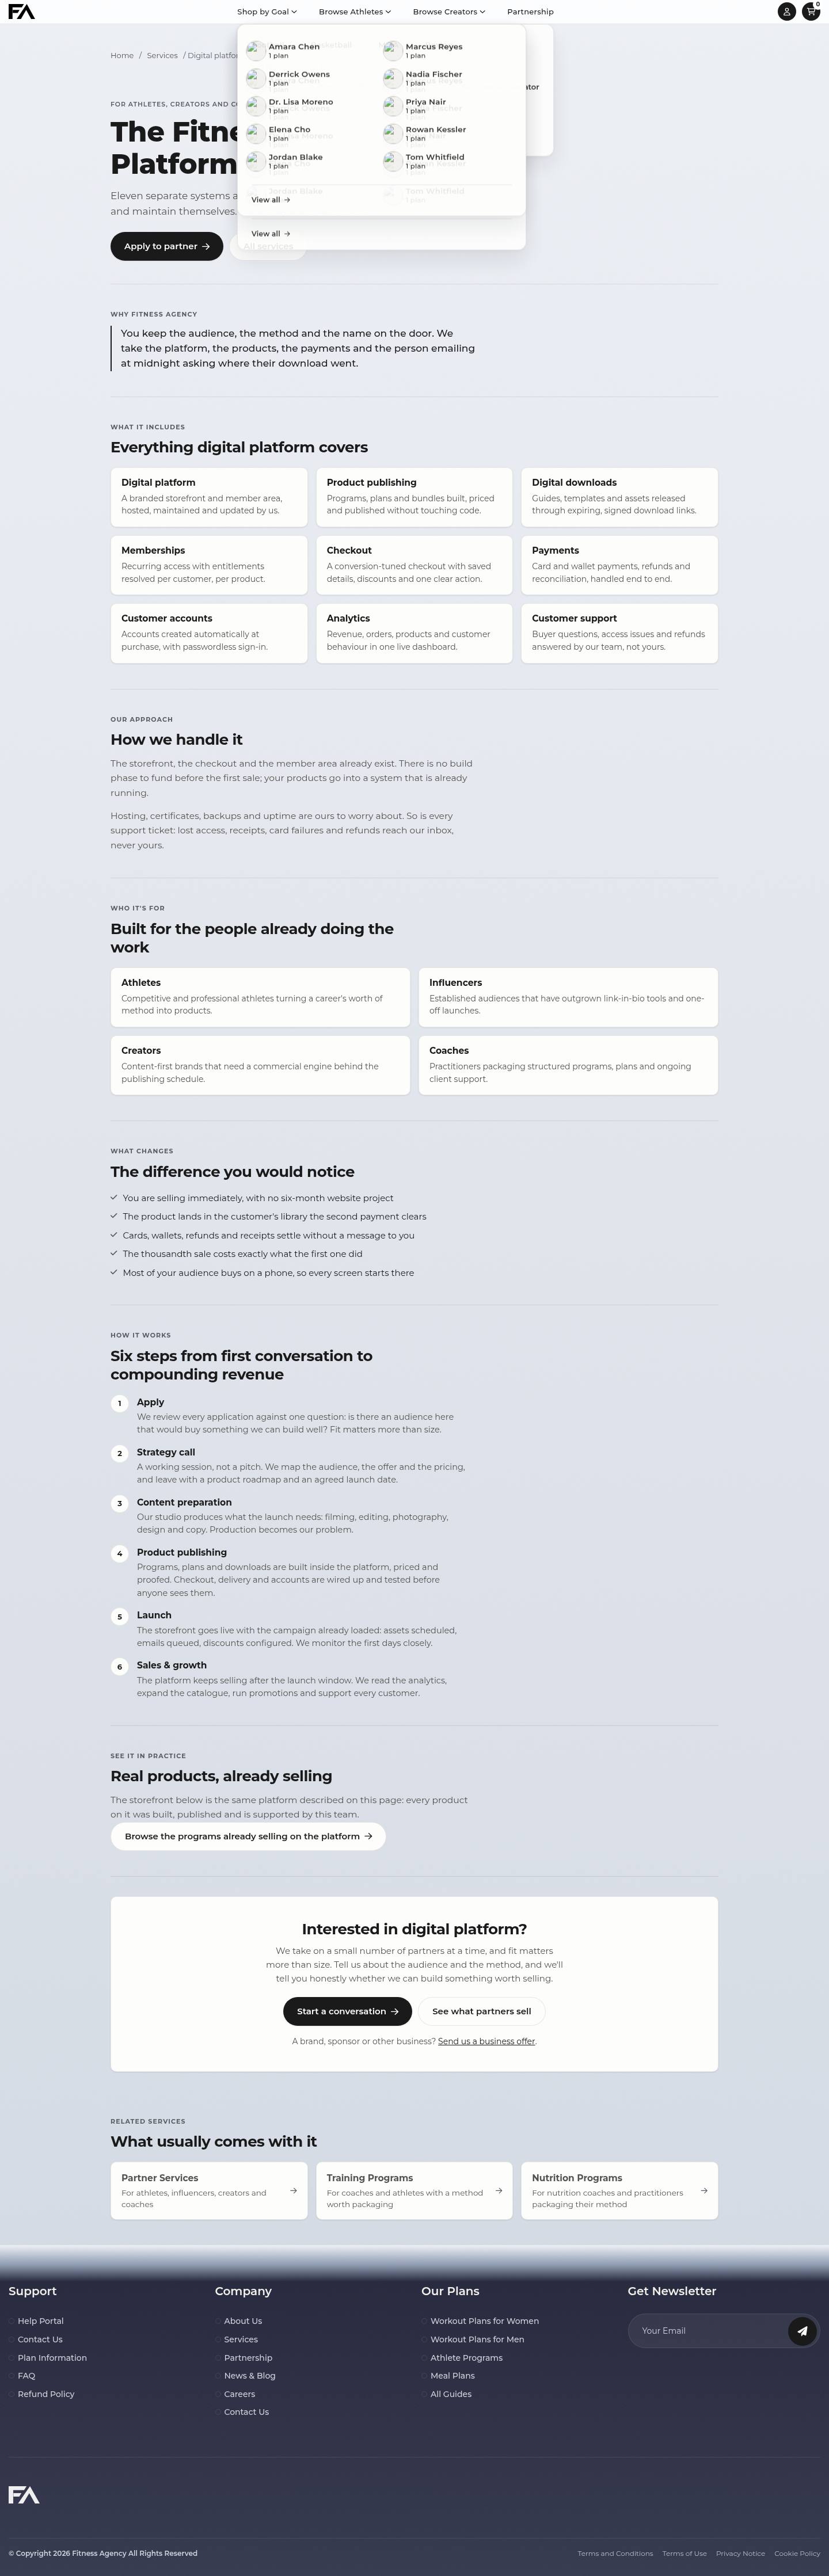 FA
Shop by Goal
Browse Athletes
Browse Creators
Partnership
0
Amara Chen
1 plan
Marcus Reyes
1 plan
Derrick Owens
1 plan
Nadia Fischer
1 plan
Dr. Lisa Moreno
1 plan
Priya Nair
1 plan
Elena Cho
1 plan
Rowan Kessler
1 plan
Jordan Blake
1 plan
Tom Whitfield
1 plan
View all
View all
Home / Services / Digital
FOR ATHLETES, CREATORS AND
The
Platform
Eleven separate systems
and maintain themselves.
Apply to partner
All services
WHY FITNESS AGENCY
You keep the audience, the method and the name on the door. We
take the platform, the products, the payments and the person emailing
at midnight asking where their download went.
WHAT IT INCLUDES
Everything digital platform covers
Digital platform
A branded storefront and member area,
hosted, maintained and updated by us.
Product publishing
Programs, plans and bundles built, priced
and published without touching code.
Digital downloads
Guides, templates and assets released
through expiring, signed download links.
Memberships
Recurring access with entitlements
resolved per customer, per product.
Checkout
A conversion-tuned checkout with saved
details, discounts and one clear action.
Payments
Card and wallet payments, refunds and
reconciliation, handled end to end.
Customer accounts
Accounts created automatically at
purchase, with passwordless sign-in.
Analytics
Revenue, orders, products and customer
behaviour in one live dashboard.
Customer support
Buyer questions, access issues and refunds
answered by our team, not yours.
OUR APPROACH
How we handle it
The storefront, the checkout and the member area already exist. There is no build
phase to fund before the first sale; your products go into a system that is already
running.
Hosting, certificates, backups and uptime are ours to worry about. So is every
support ticket: lost access, receipts, card failures and refunds reach our inbox,
never yours.
WHO IT'S FOR
Built for the people already doing the
work
Athletes
Competitive and professional athletes turning a career's worth of
method into products.
Influencers
Established audiences that have outgrown link-in-bio tools and one-
off launches.
Creators
Content-first brands that need a commercial engine behind the
publishing schedule.
Coaches
Practitioners packaging structured programs, plans and ongoing
client support.
WHAT CHANGES
The difference you would notice
You are selling immediately, with no six-month website project
The product lands in the customer's library the second payment clears
Cards, wallets, refunds and receipts settle without a message to you
The thousandth sale costs exactly what the first one did
Most of your audience buys on a phone, so every screen starts there
HOW IT WORKS
Six steps from first conversation to
compounding revenue
1
Apply
We review every application against one question: is there an audience here
that would buy something we can build well? Fit matters more than size.
2
Strategy call
A working session, not a pitch. We map the audience, the offer and the pricing,
and leave with a product roadmap and an agreed launch date.
3
Content preparation
Our studio produces what the launch needs: filming, editing, photography,
design and copy. Production becomes our problem.
4
Product publishing
Programs, plans and downloads are built inside the platform, priced and
proofed. Checkout, delivery and accounts are wired up and tested before
anyone sees them.
5
Launch
The storefront goes live with the campaign already loaded: assets scheduled,
emails queued, discounts configured. We monitor the first days closely.
6
Sales & growth
The platform keeps selling after the launch window. We read the analytics,
expand the catalogue, run promotions and support every customer.
SEE IT IN PRACTICE
Real products, already selling
The storefront below is the same platform described on this page: every product
on it was built, published and is supported by this team.
Browse the programs already selling on the platform
Interested in digital platform?
We take on a small number of partners at a time, and fit matters
more than size. Tell us about the audience and the method, and we'll
tell you honestly whether we can build something worth selling.
Start a conversation
See what partners sell
A brand, sponsor or other business? Send us a business offer.
RELATED SERVICES
What usually comes with it
Partner Services
For athletes, influencers, creators and
coaches
Training Programs
For coaches and athletes with a method
worth packaging
Nutrition Programs
For nutrition coaches and practitioners
packaging their method
Support
Help Portal
Contact Us
Plan Information
FAQ
Refund Policy
Company
About Us
Services
Partnership
News & Blog
Careers
Contact Us
Our Plans
Workout Plans for Women
Workout Plans for Men
Athlete Programs
Meal Plans
All Guides
Get Newsletter
Your Email
FA
© Copyright 2026 Fitness Agency All Rights Reserved
Terms and Conditions
Terms of Use
Privacy Notice
Cookie Policy